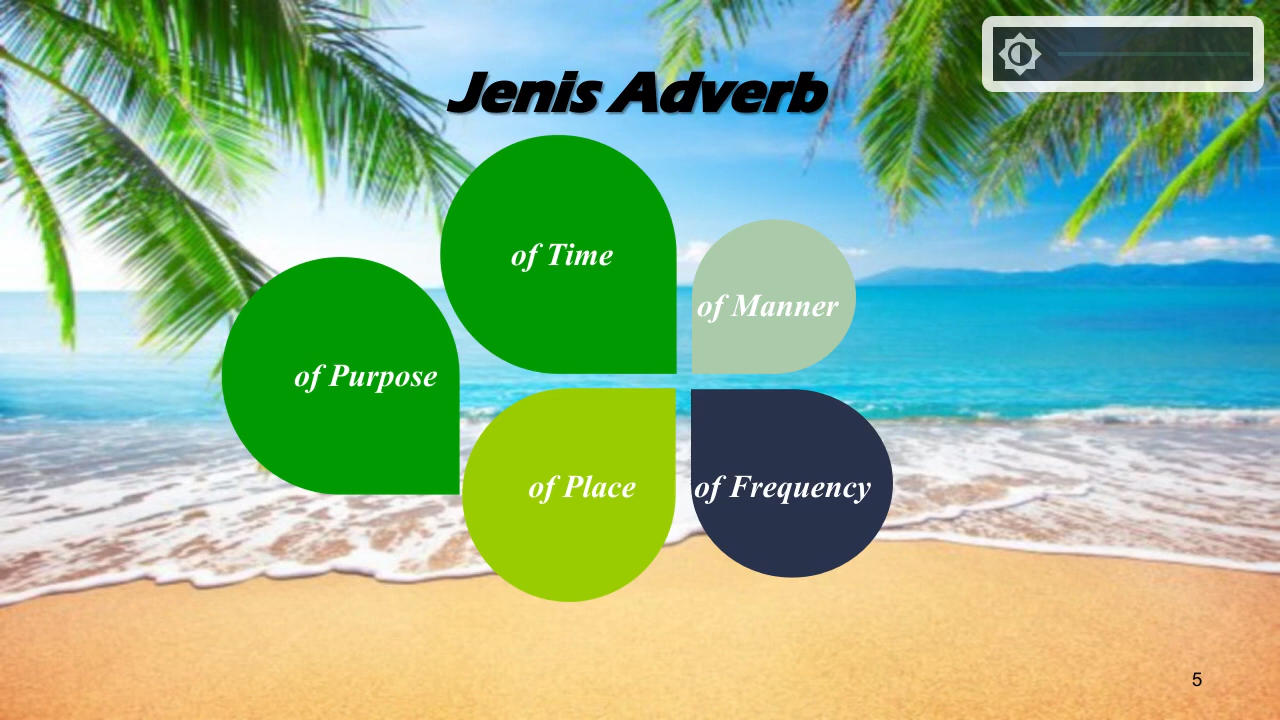 Jenis Adverb
of Time
of Manner
of Purpose
of Place
of Frequency
5